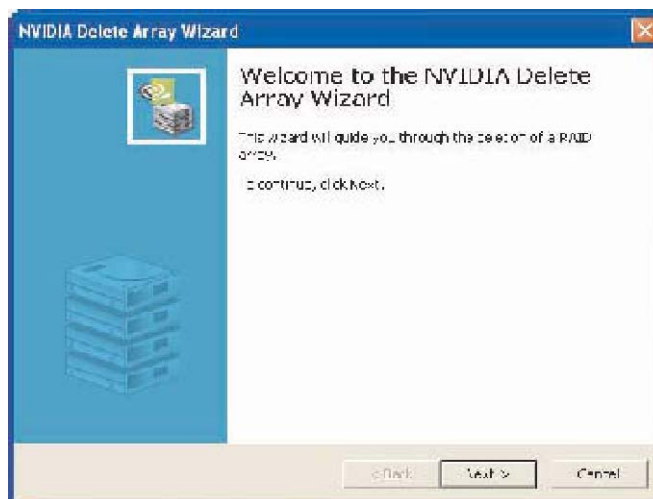 NVIDIA Delete Array Wizard
Welcome to the NVIDIA Delete
Array Wizard
This wizard will guide you through the deletion of a RAID
array.
To continue, click Next.
< Back
Next >
Cancel